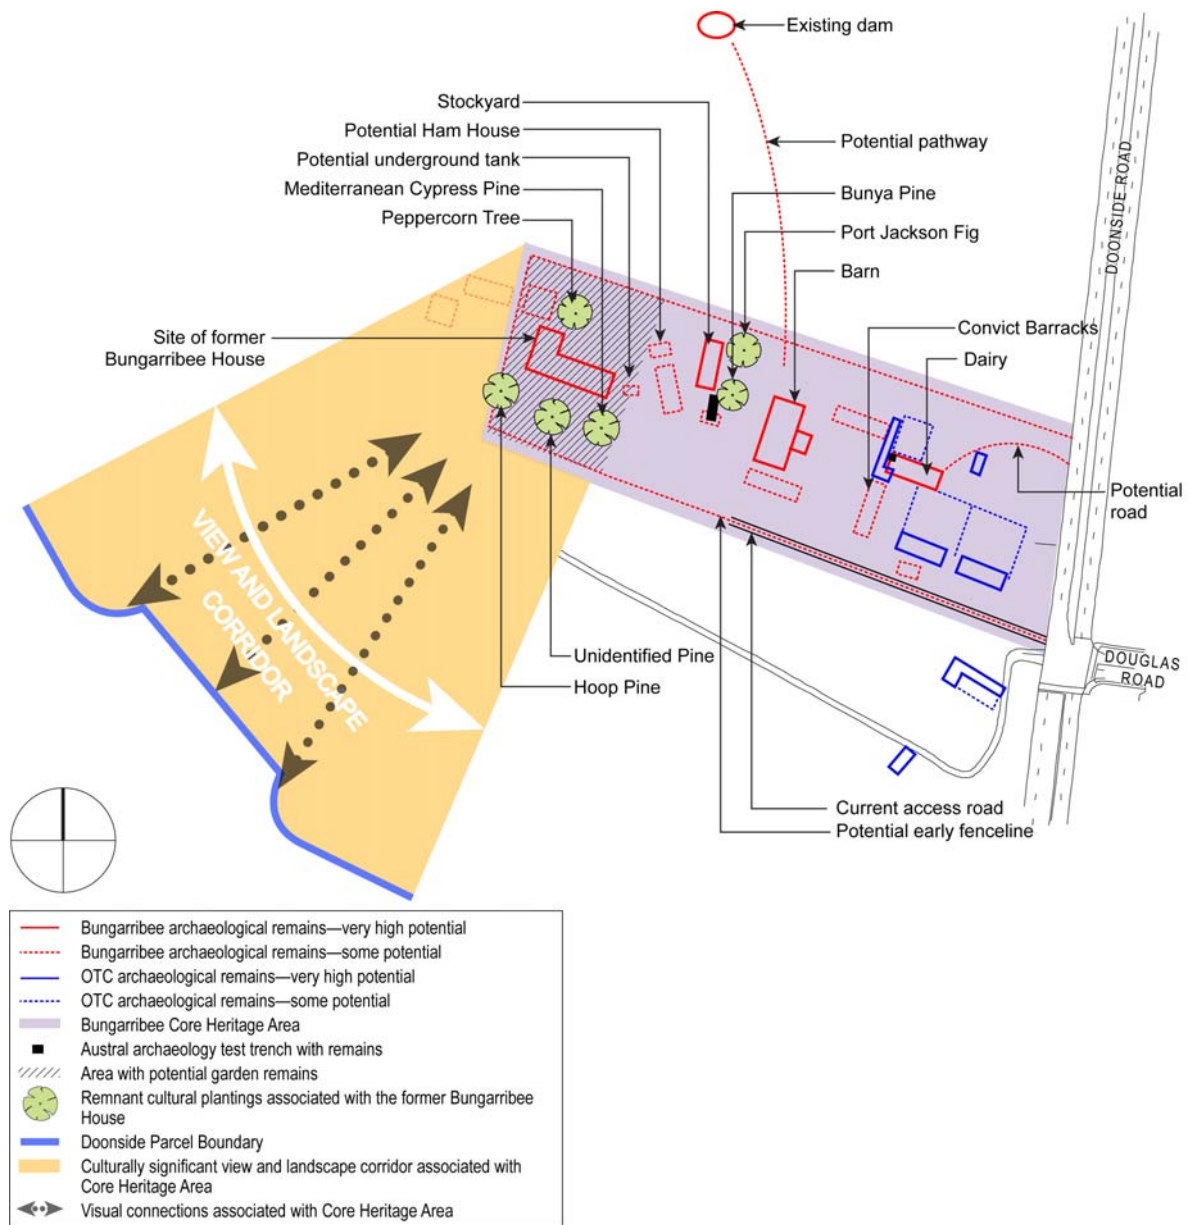 Existing dam
Stockyard
Potential Ham House
Potential underground tank
Mediterranean Cypress Pine
Peppercorn Tree
Potential pathway
Bunya Pine
Port Jackson Fig
Barn
DOONSIDE ROAD
Site of former
Bungarribee House
Convict Barracks
Dairy
Potential
road
VIEW AND LANDSCAPE
CORRIDOR
Unidentified Pine
Hoop Pine
DOUGLAS
ROAD
Current access road
Potential early fenceline
Bungarribee archaeological remains—very high potential
Bungarribee archaeological remains—some potential
OTC archaeological remains—very high potential
OTC archaeological remains—some potential
Bungarribee Core Heritage Area
Austral archaeology test trench with remains
Area with potential garden remains
Remnant cultural plantings associated with the former Bungarribee
House
Doonside Parcel Boundary
Culturally significant view and landscape corridor associated with
Core Heritage Area
Visual connections associated with Core Heritage Area